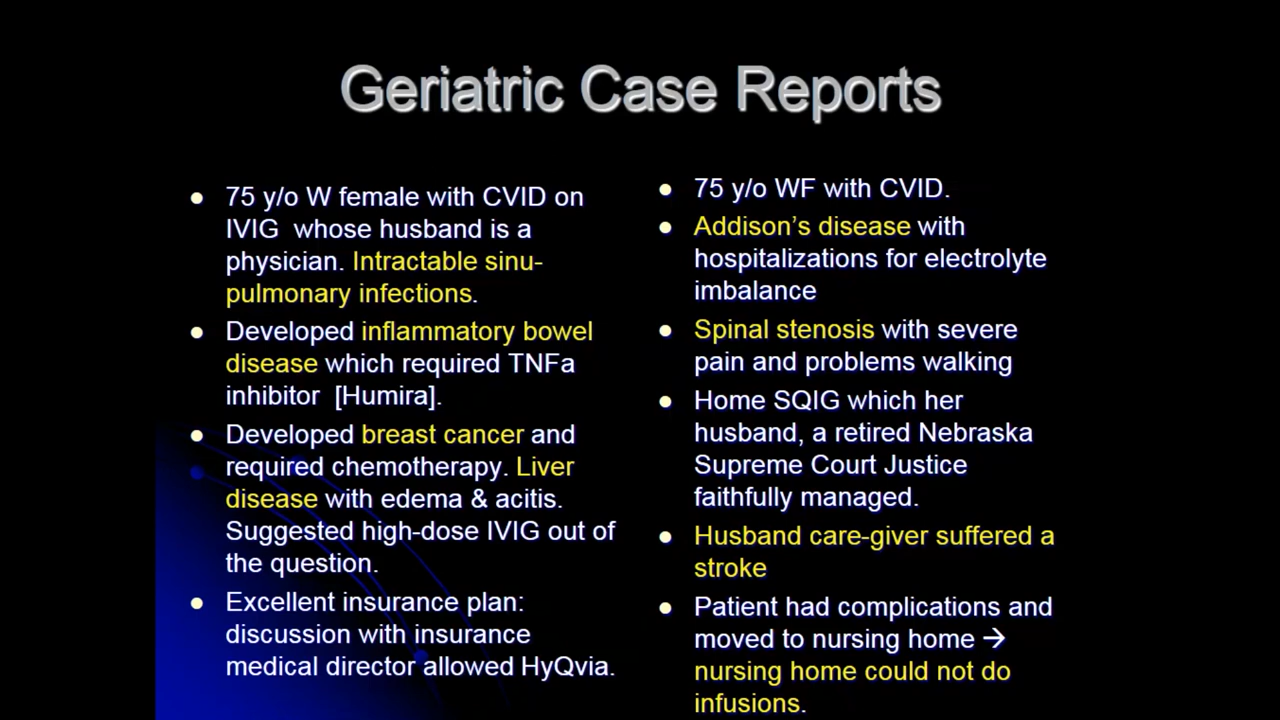 Geriatric Case Reports
● 75 y/o W female with CVID on
IVIG whose husband is a
physician. Intractable sinu-
pulmonary infections.
● Developed inflammatory bowel
disease which required TNFa
inhibitor [Humira].
● Developed breast cancer and
required chemotherapy. Liver
disease with edema & acitis.
Suggested high-dose IVIG out of
the question.
● Excellent insurance plan:
discussion with insurance
medical director allowed HyQvia.
● 75 y/o WF with CVID.
● Addison's disease with
hospitalizations for electrolyte
imbalance
● Spinal stenosis with severe
pain and problems walking
● Home SQIG which her
husband, a retired Nebraska
Supreme Court Justice
faithfully managed.
● Husband care-giver suffered a
stroke
● Patient had complications and
moved to nursing home →
nursing home could not do
infusions.